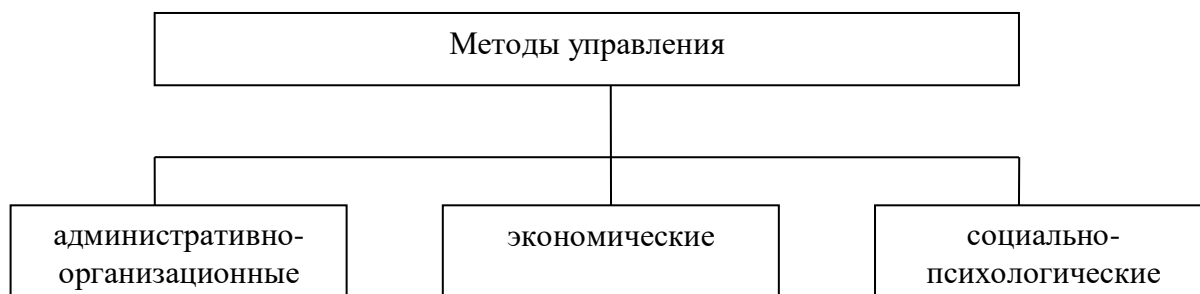 Методы управления
административно-
организационные
экономические
социально-
психологические